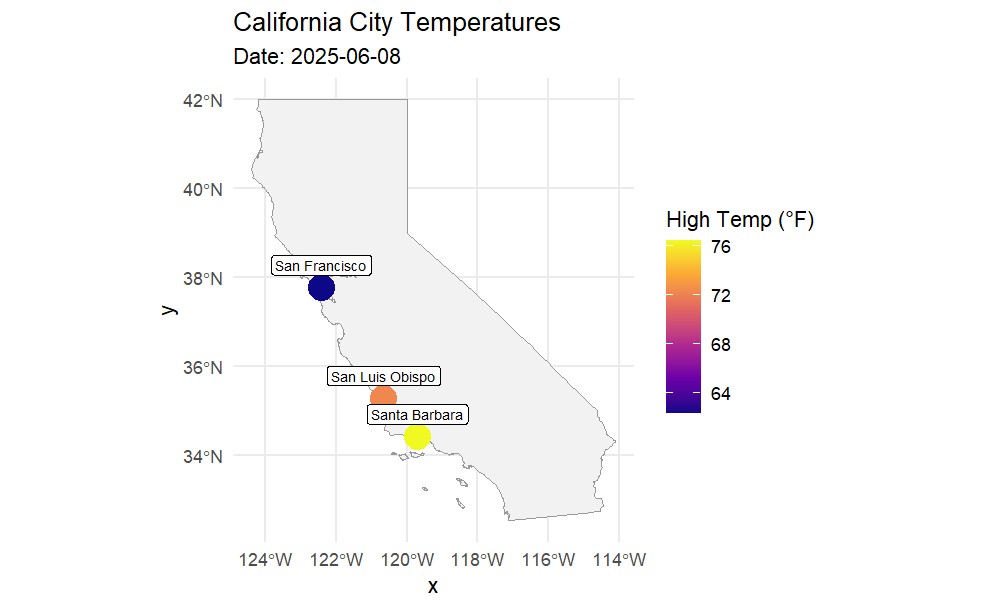 California City Temperatures
Date: 2025-06-08
42°N
40°N
38°N
36°N
34°N
y
San Francisco
San Luis Obispo
Santa Barbara
124°W
122°W
120°W
118°W
116°W
114°W
x
High Temp (°F)
76
72
68
64